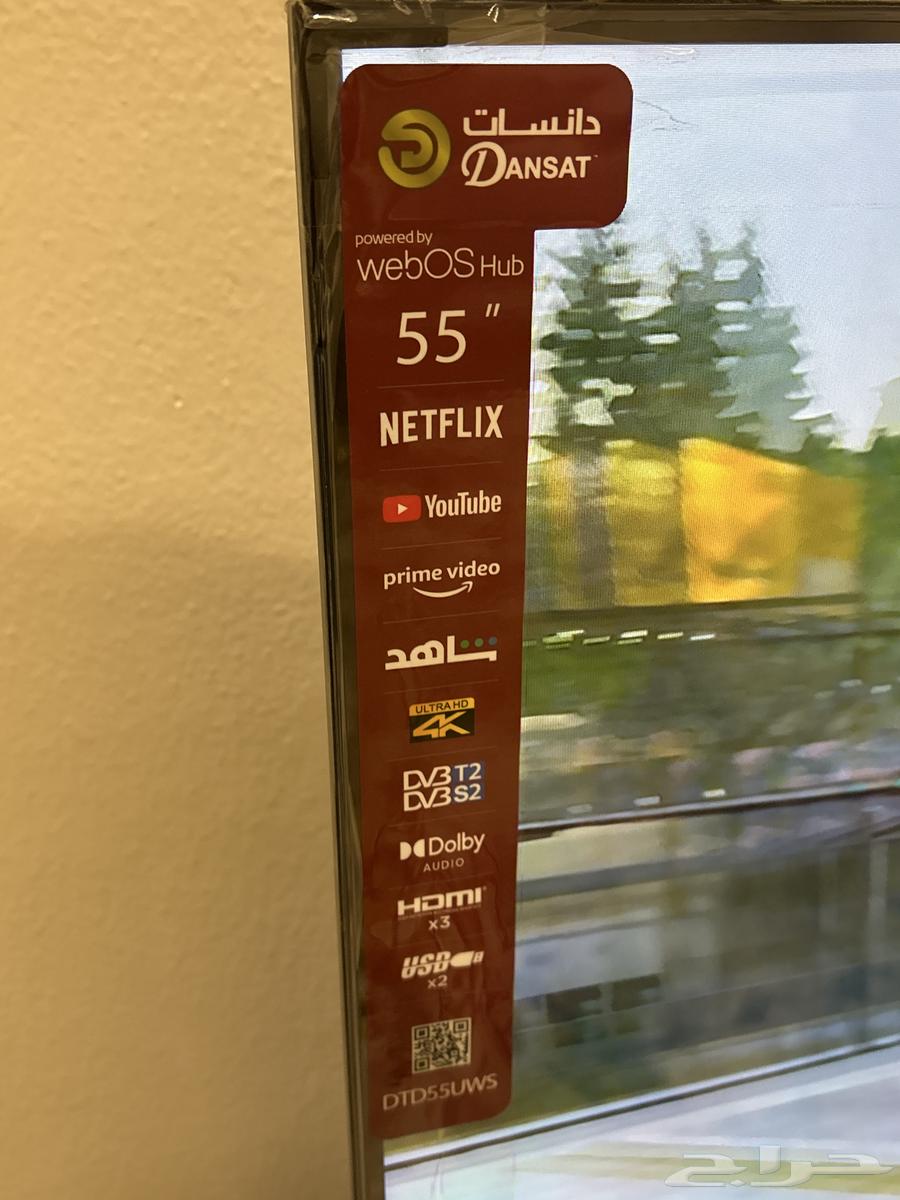 دانسات
DANSAT
powered by
webOS Hub
55"
NETFLIX
YouTube
prime video
شاهد
ULTRA HD
4K
DVB T2
DVB S2
Dolby
AUDIO
HDMI
x3
USB
x2
DTD55UWS
حراج